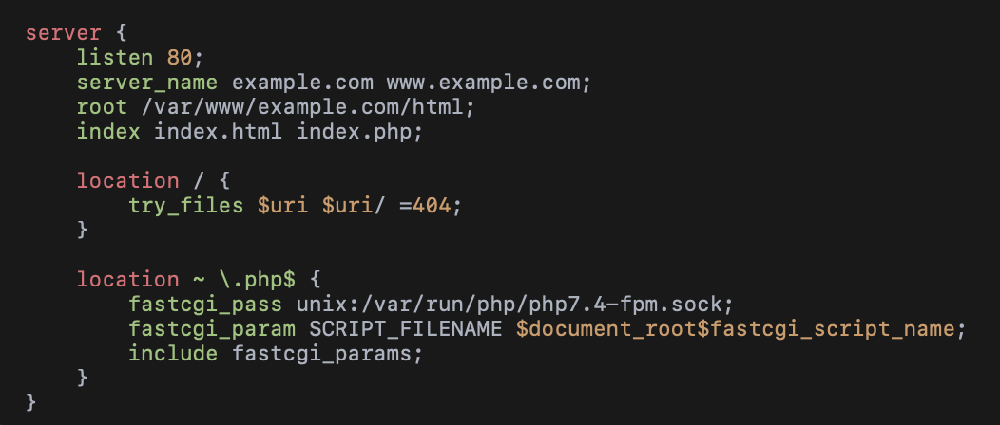 server {
    listen 80;
    server_name example.com www.example.com;
    root /var/www/example.com/html;
    index index.html index.php;

    location / {
        try_files $uri $uri/ =404;
    }

    location ~ \.php$ {
        fastcgi_pass unix:/var/run/php/php7.4-fpm.sock;
        fastcgi_param SCRIPT_FILENAME $document_root$fastcgi_script_name;
        include fastcgi_params;
    }
}